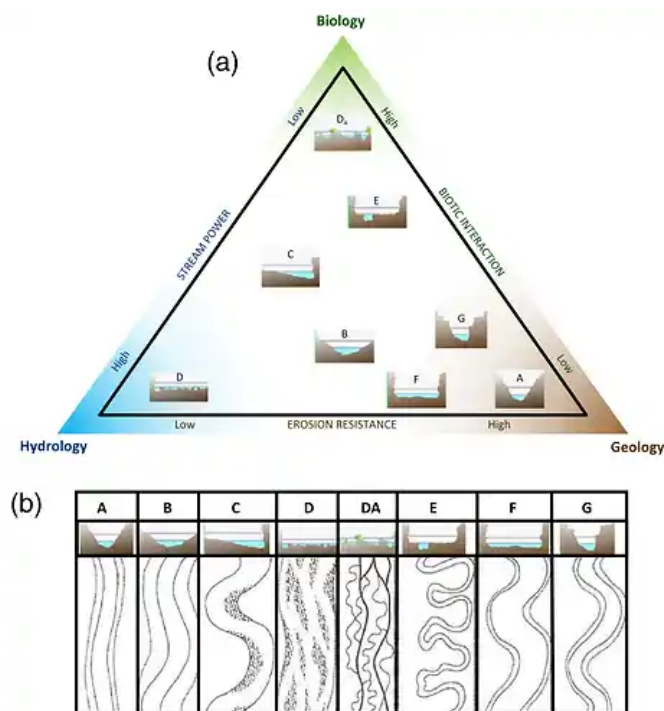 Biology
(a)
Low
High
Dₐ
E
STREAM POWER
BIOTIC INTERACTION
C
G
B
High
Low
D
F
A
Low
EROSION RESISTANCE
High
Hydrology
Geology
(b)
A B C D DA E F G